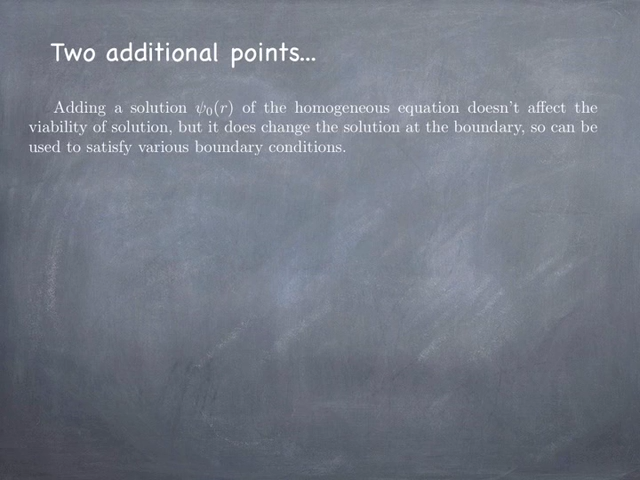 Two additional points...
Adding a solution ψ₀(r) of the homogeneous equation doesn't affect the
viability of solution, but it does change the solution at the boundary, so can be
used to satisfy various boundary conditions.